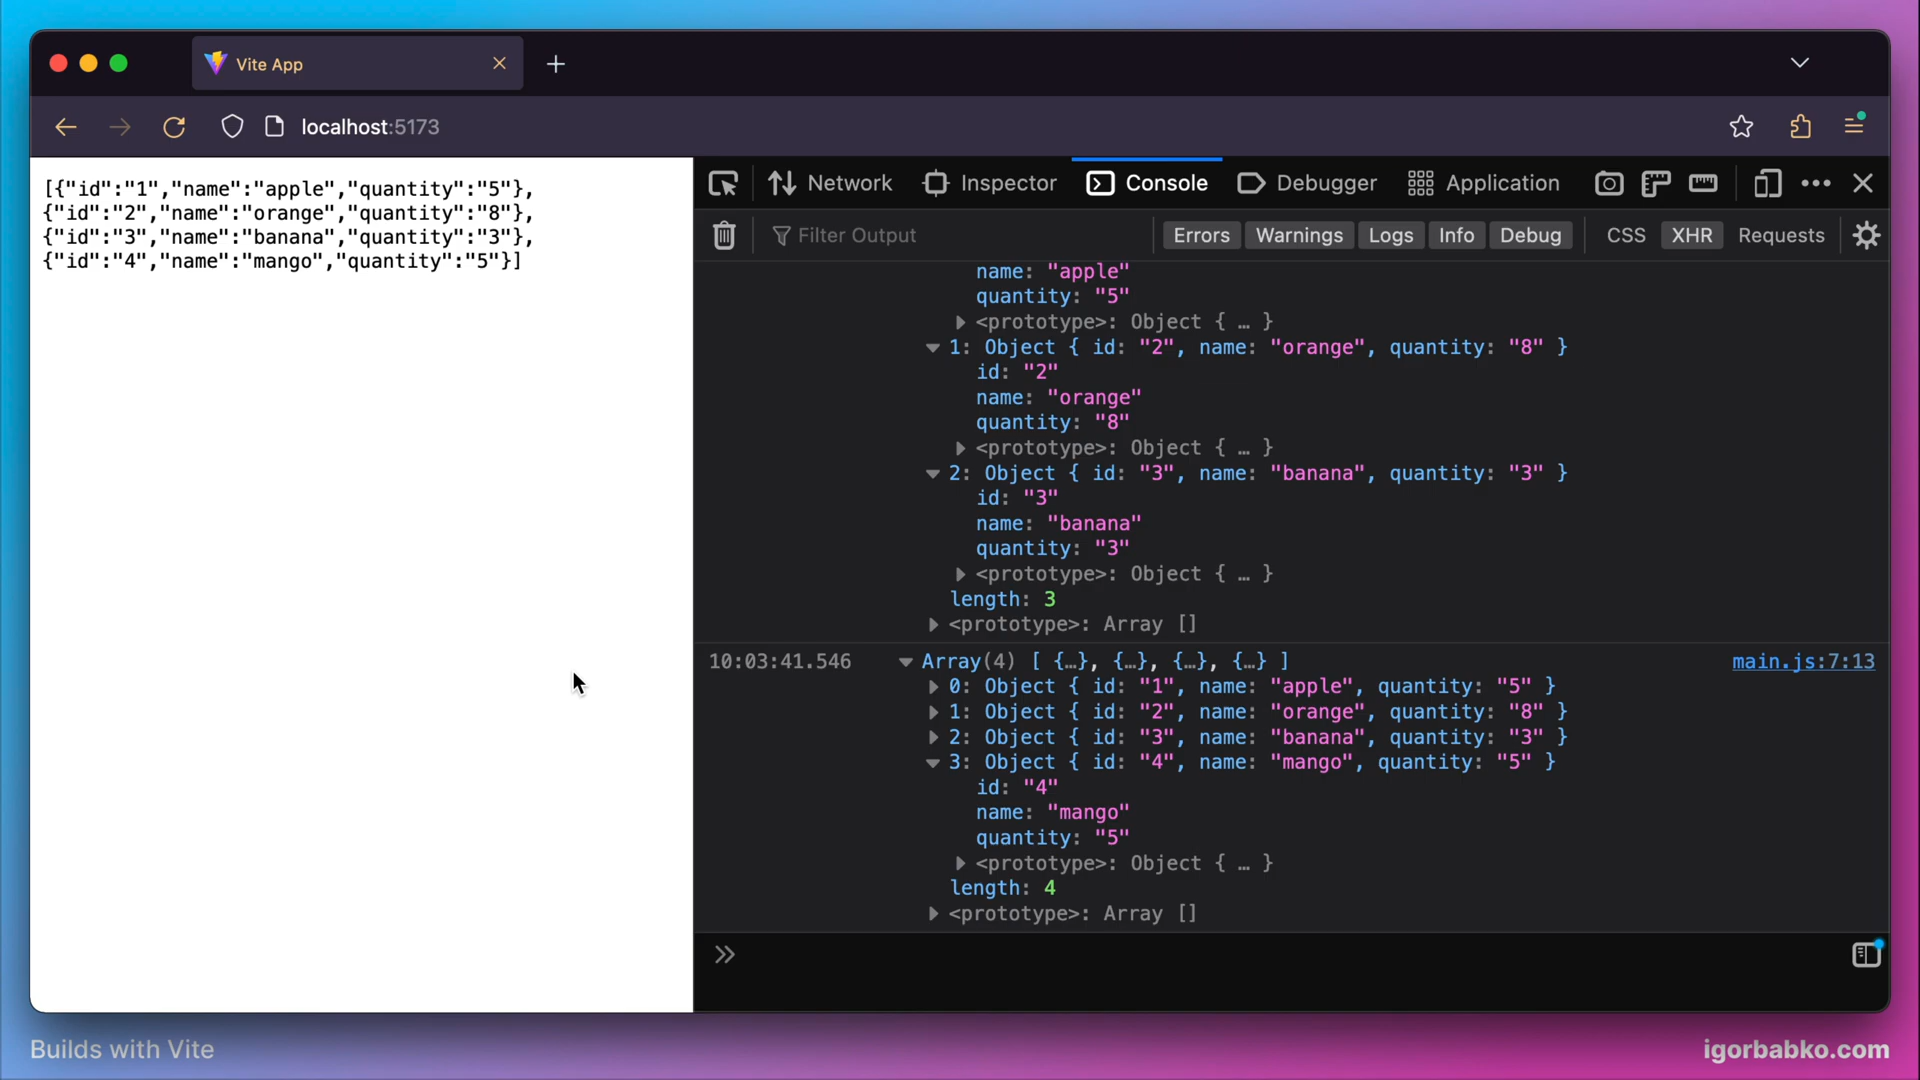 Vite App
localhost:5173
[{"id":"1","name":"apple","quantity":"5"},
{"id":"2","name":"orange","quantity":"8"},
{"id":"3","name":"banana","quantity":"3"},
{"id":"4","name":"mango","quantity":"5"}]
Network Inspector Console Debugger Application
Filter Output Errors Warnings Logs Info Debug CSS XHR Requests
name: "apple"
quantity: "5"
<prototype>: Object { … }
1: Object { id: "2", name: "orange", quantity: "8" }
id: "2"
name: "orange"
quantity: "8"
<prototype>: Object { … }
2: Object { id: "3", name: "banana", quantity: "3" }
id: "3"
name: "banana"
quantity: "3"
<prototype>: Object { … }
length: 3
<prototype>: Array []
10:03:41.546 Array(4) [ {…}, {…}, {…}, {…} ] main.js:7:13
0: Object { id: "1", name: "apple", quantity: "5" }
1: Object { id: "2", name: "orange", quantity: "8" }
2: Object { id: "3", name: "banana", quantity: "3" }
3: Object { id: "4", name: "mango", quantity: "5" }
id: "4"
name: "mango"
quantity: "5"
<prototype>: Object { … }
length: 4
<prototype>: Array []
Builds with Vite
igorbabko.com